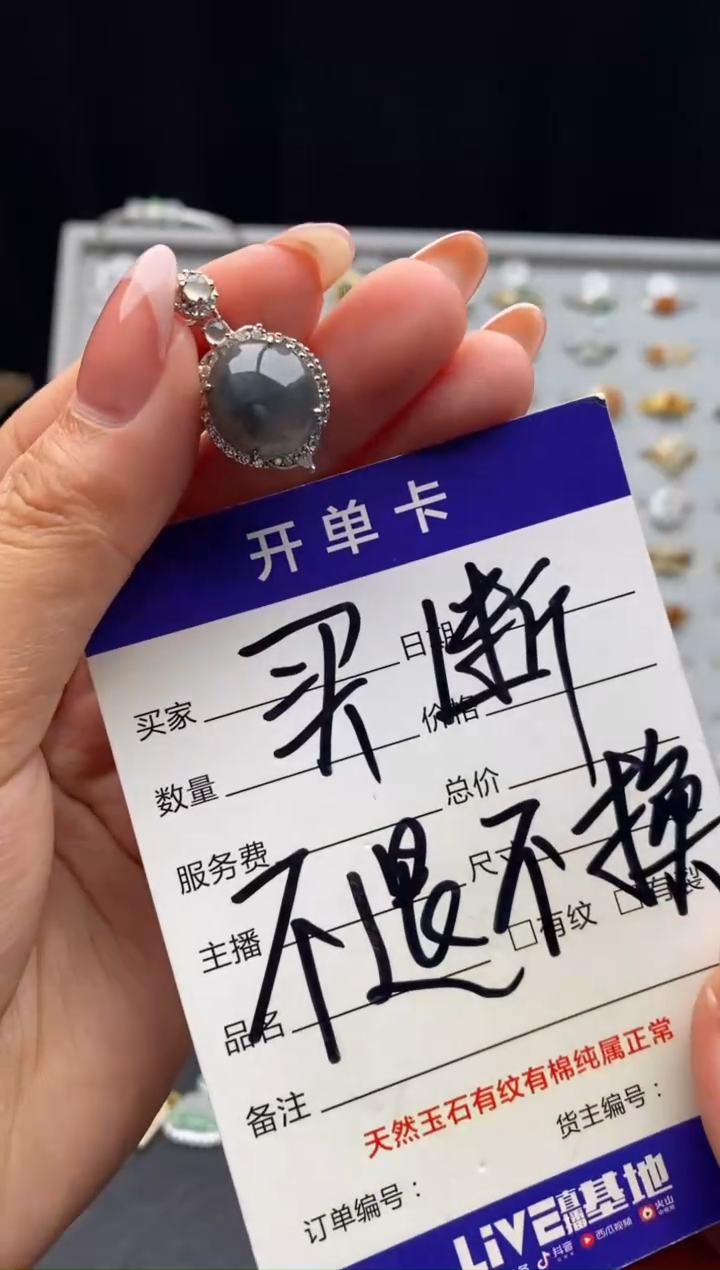 开单卡
买断
买家 日期
数量 价格
服务费 总价
不退不换
主播 尺寸
品名 □有纹 □有裂
备注
天然玉石有纹有棉纯属正常
订单编号： 货主编号：
LIVE直播基地
抖音 西瓜视频 火山